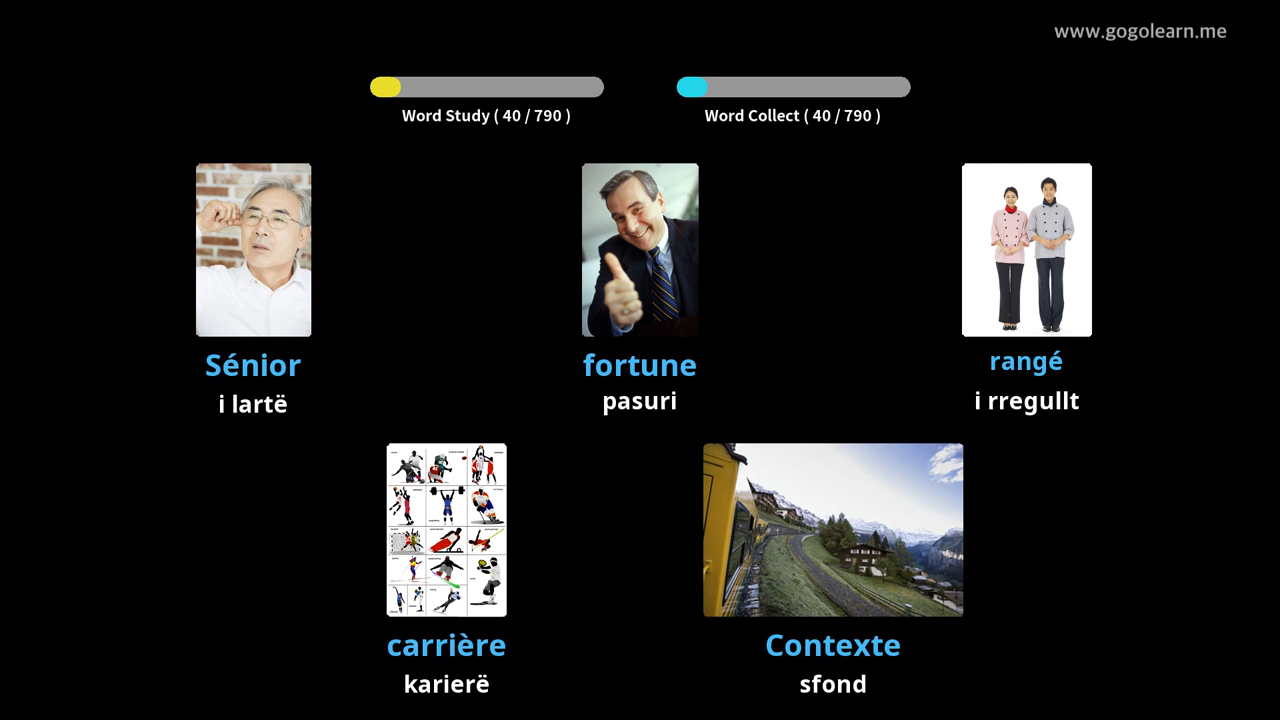 www.gogolearn.me
Word Study ( 40 / 790 )
Word Collect ( 40 / 790 )
Sénior
i lartë
fortune
pasuri
rangé
i rregullt
carrière
karierë
Contexte
sfond